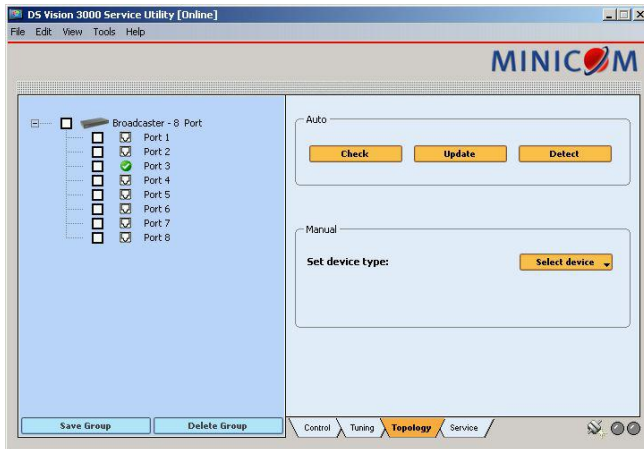 DS Vision 3000 Service Utility [Online]
File Edit View Tools Help
MINICOM
Broadcaster - 8 Port
Port 1
Port 2
Port 3
Port 4
Port 5
Port 6
Port 7
Port 8
Auto
Check Update Detect
Manual
Set device type: Select device
Save Group Delete Group
Control Tuning Topology Service